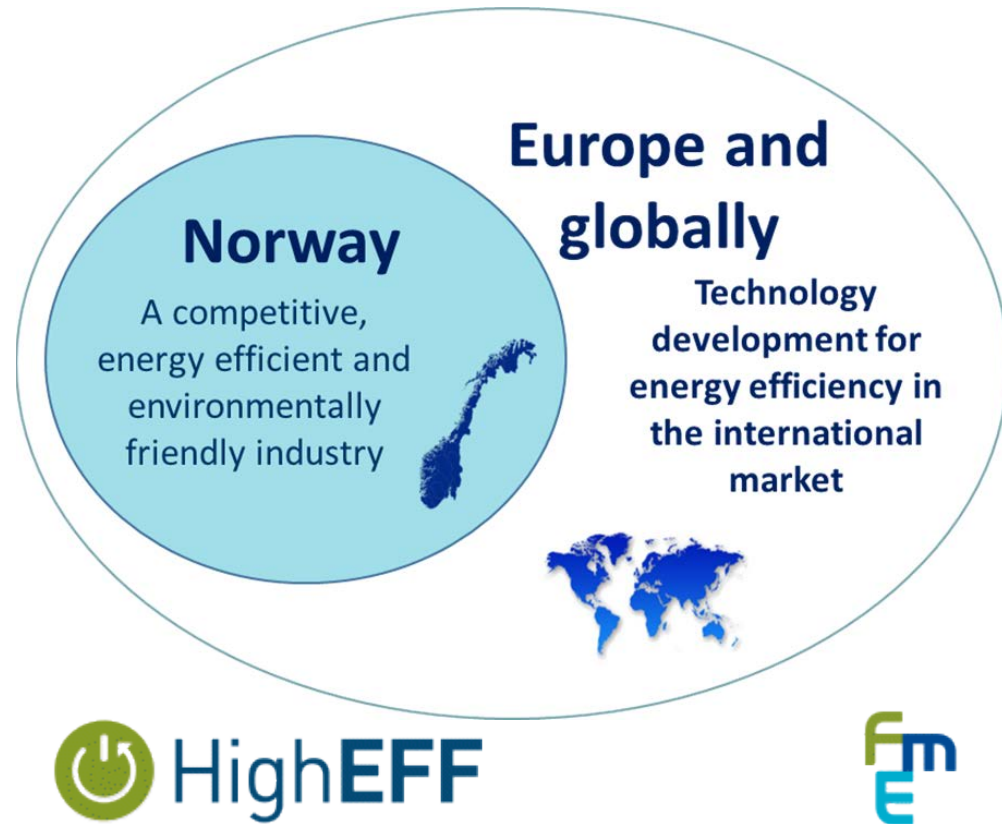 Europe and
globally
Norway
A competitive,
energy efficient and
environmentally
friendly industry
Technology
development for
energy efficiency in
the international
market
HighEFF
FmE